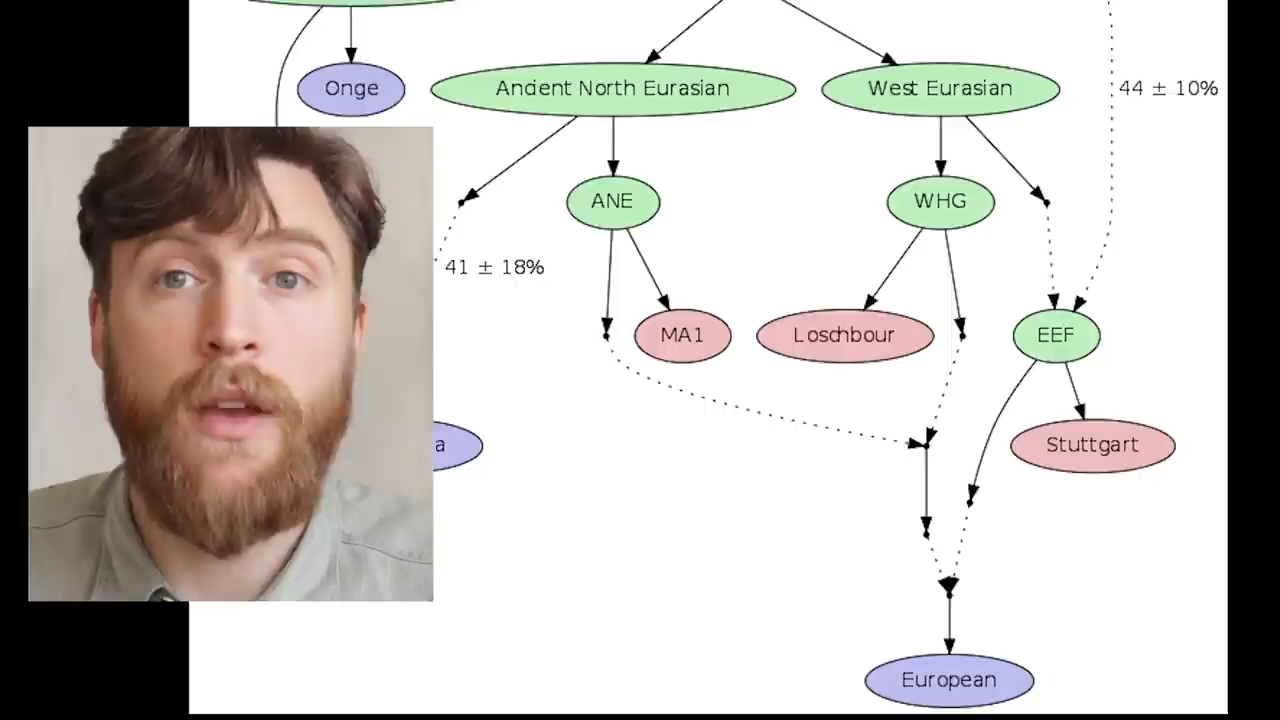 Onge
Ancient North Eurasian
West Eurasian
44 ± 10%
ANE
WHG
41 ± 18%
MA1
Loschbour
EEF
a
Stuttgart
European